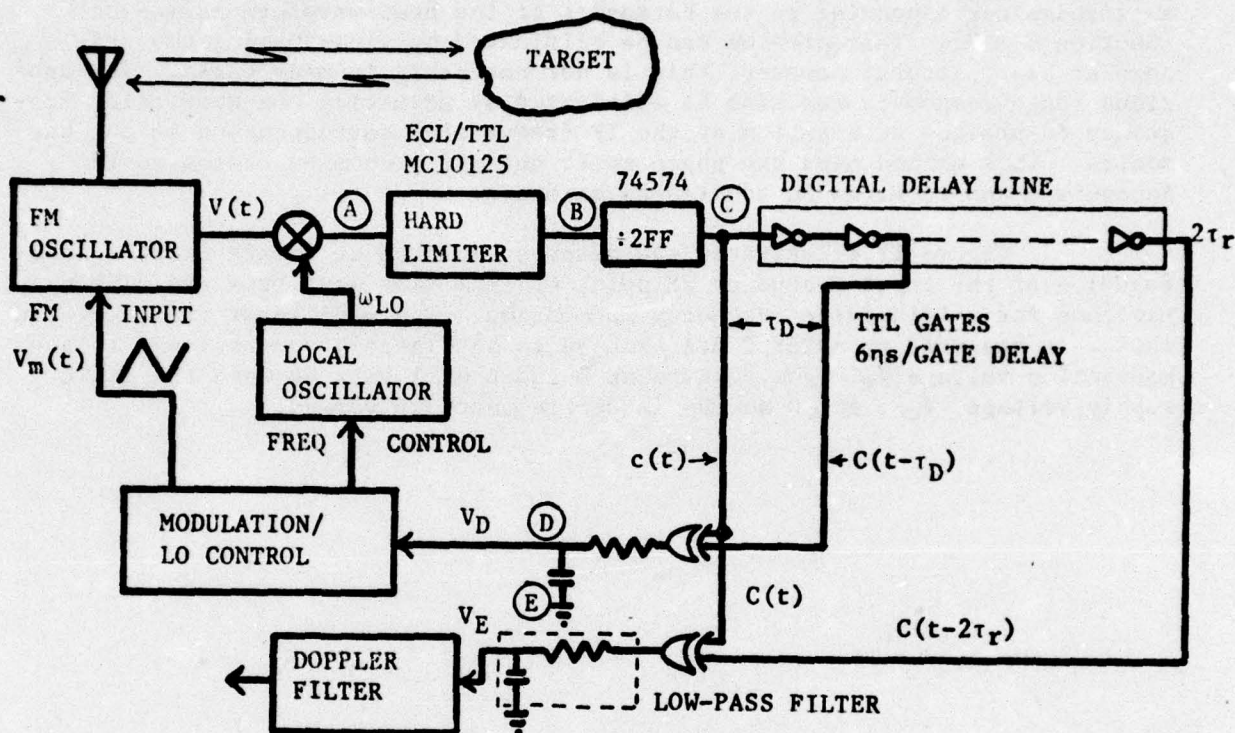 TARGET
ECL/TTL
MC10125
74574
DIGITAL DELAY LINE
FM
OSCILLATOR
V(t)
A
HARD
LIMITER
B
÷2FF
C
2τr
ωLO
FM INPUT
Vm(t)
LOCAL
OSCILLATOR
τD
TTL GATES
6ηs/GATE DELAY
FREQ CONTROL
c(t)
C(t-τD)
MODULATION/
LO CONTROL
VD
D
E
C(t)
C(t-2τr)
VE
DOPPLER
FILTER
LOW-PASS FILTER